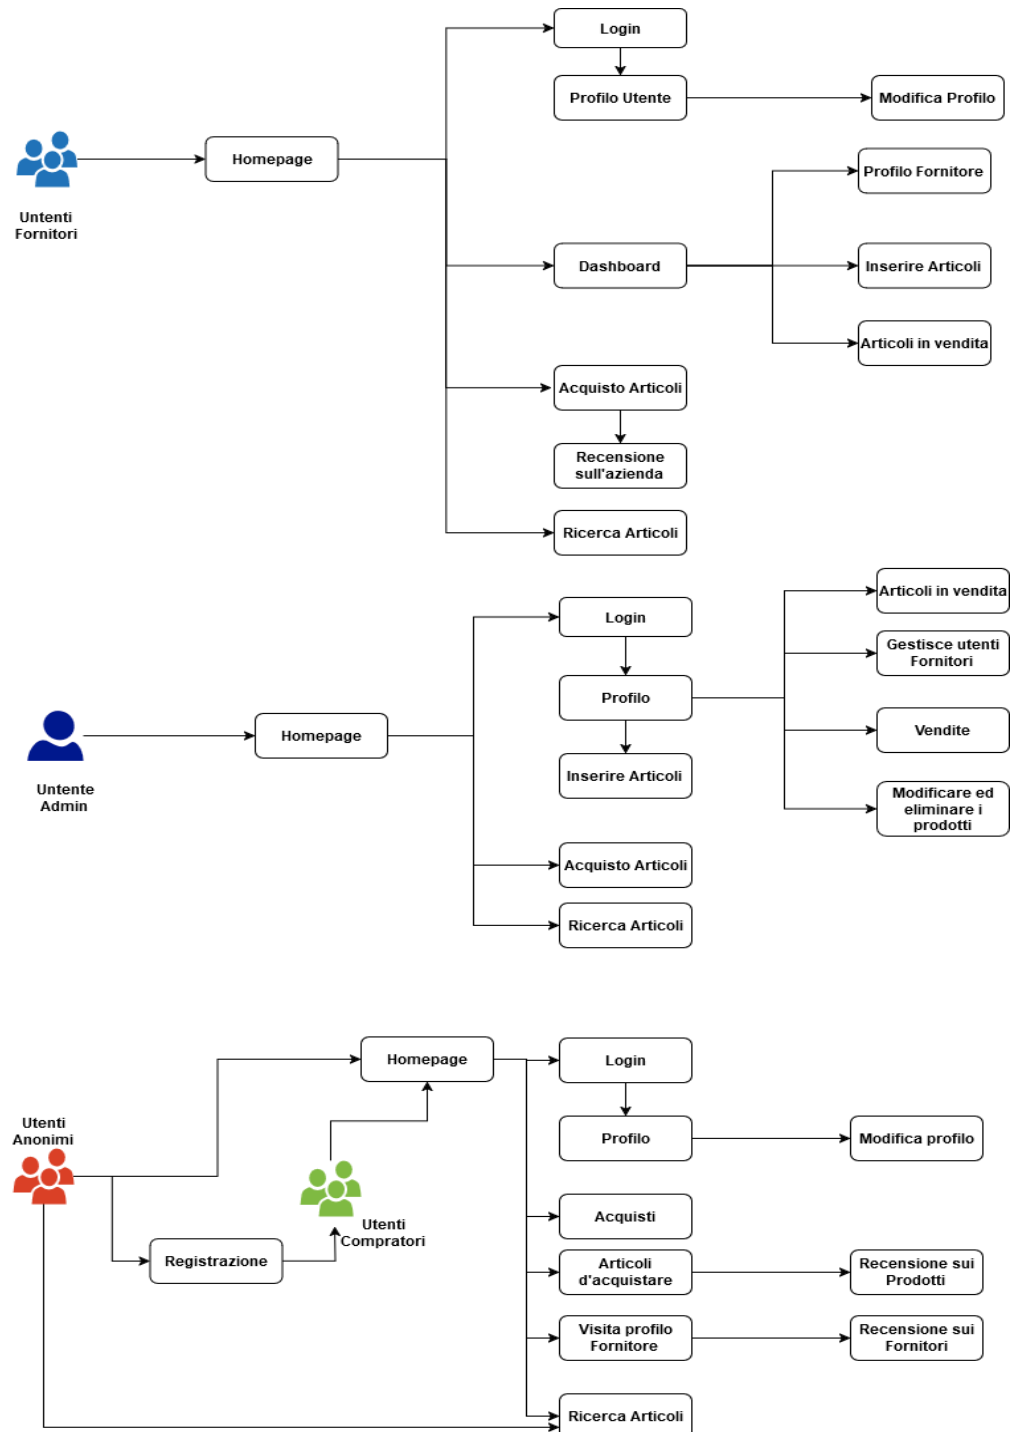 Login
Profilo Utente
Modifica Profilo
Homepage
Profilo Fornitore
Untenti
Fornitori
Dashboard
Inserire Articoli
Articoli in vendita
Acquisto Articoli
Recensione
sull'azienda
Ricerca Articoli
Articoli in vendita
Login
Gestisce utenti
Fornitori
Profilo
Homepage
Vendite
Inserire Articoli
Untente
Admin
Modificare ed
eliminare i
prodotti
Acquisto Articoli
Ricerca Articoli
Homepage
Login
Utenti
Anonimi
Profilo
Modifica profilo
Acquisti
Utenti
Compratori
Registrazione
Articoli
d'acquistare
Recensione sui
Prodotti
Visita profilo
Fornitore
Recensione sui
Fornitori
Ricerca Articoli